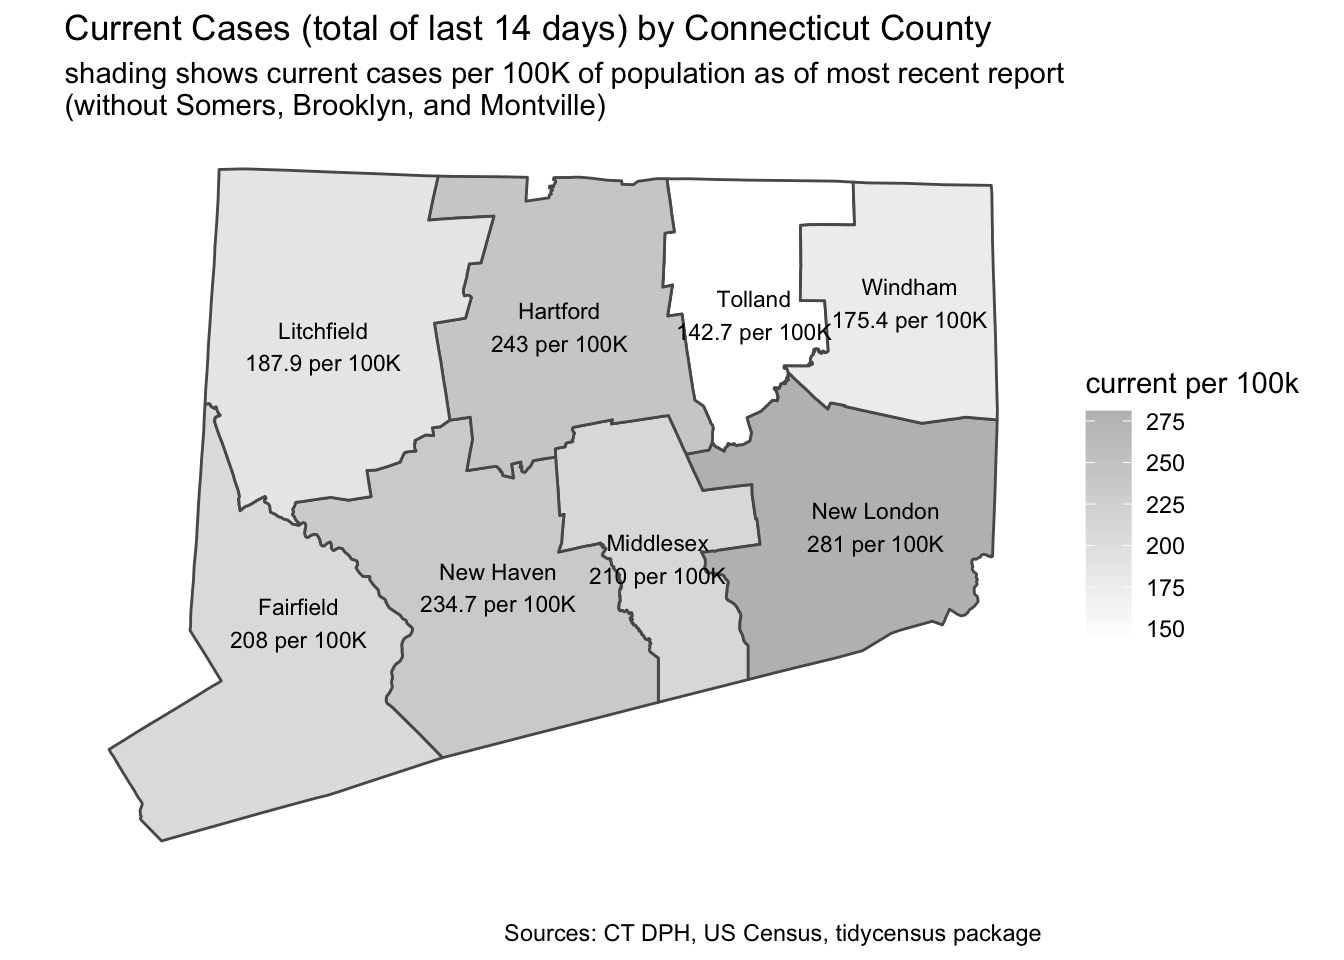 Current Cases (total of last 14 days) by Connecticut County
shading shows current cases per 100K of population as of most recent report
(without Somers, Brooklyn, and Montville)
Litchfield
187.9 per 100K
Hartford
243 per 100K
Tolland
142.7 per 100K
Windham
175.4 per 100K
New London
281 per 100K
Middlesex
210 per 100K
New Haven
234.7 per 100K
Fairfield
208 per 100K
current per 100k
275
250
225
200
175
150
Sources: CT DPH, US Census, tidycensus package